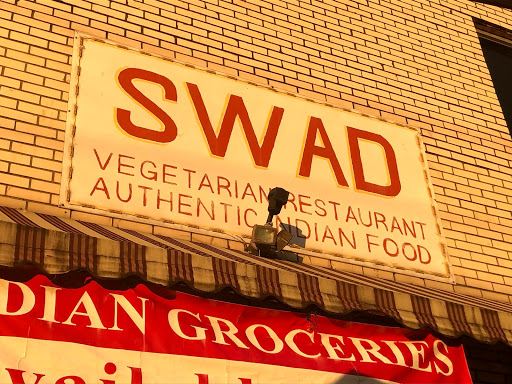 SWAD
VEGETARIAN RESTAURANT
AUTHENTIC INDIAN FOOD
DIAN GROCERIES